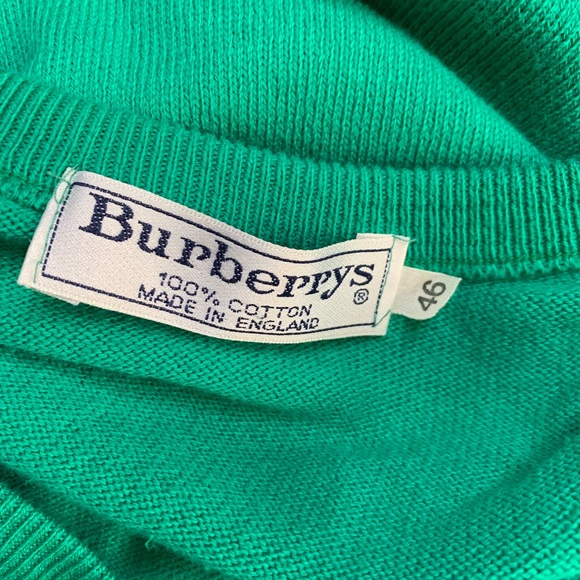 Burberrys®
100% COTTON
MADE IN ENGLAND
46